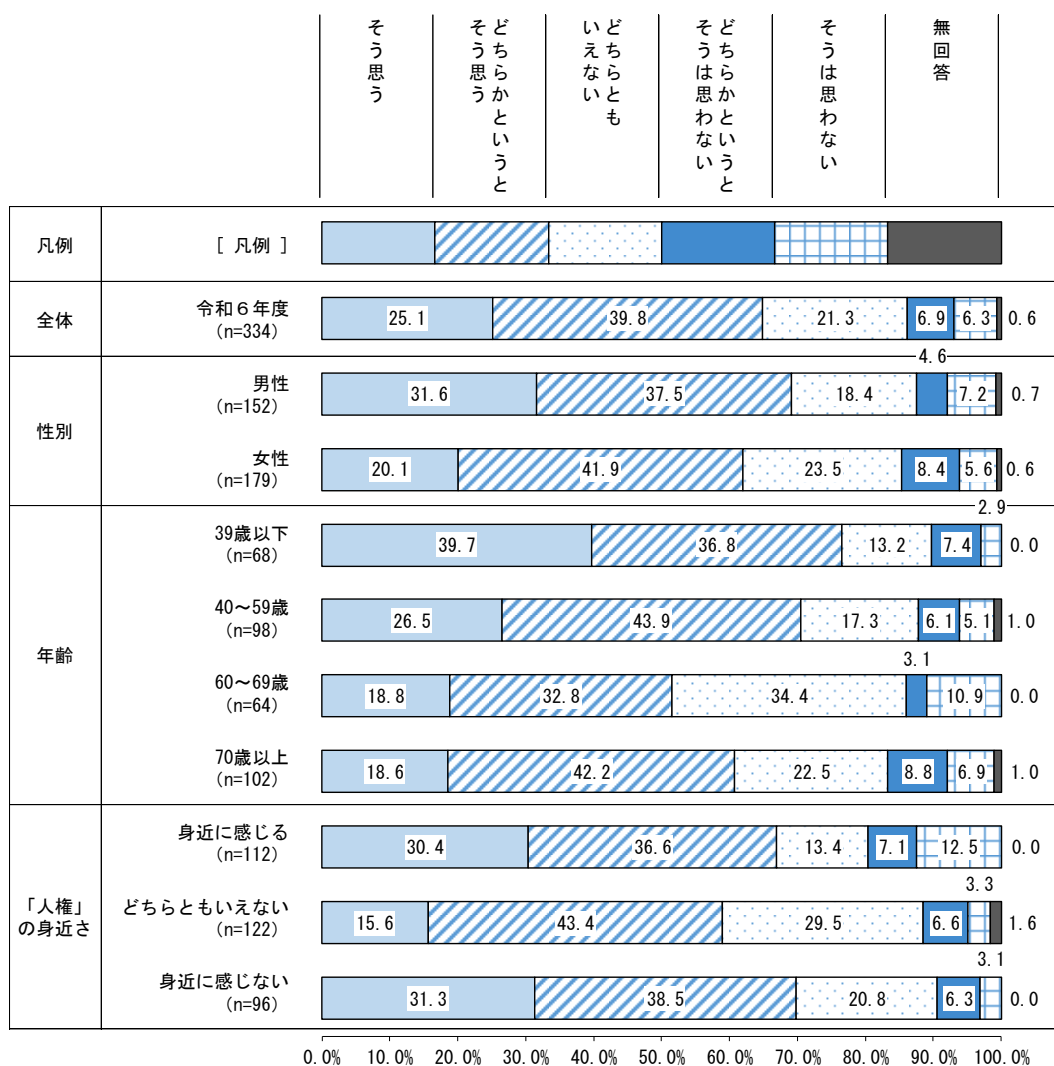 そう思う
どちらかというと
そう思う
どちらとも
いえない
どちらかというと
そうは思わない
そうは思わない
無回答
凡例
[ 凡例 ]
全体
令和６年度
(n=334)
25.1
39.8
21.3
6.9
6.3
0.6
性別
男性
(n=152)
31.6
37.5
18.4
4.6
7.2
0.7
女性
(n=179)
20.1
41.9
23.5
8.4
5.6
0.6
年齢
39歳以下
(n=68)
39.7
36.8
13.2
7.4
2.9
0.0
40～59歳
(n=98)
26.5
43.9
17.3
6.1
5.1
1.0
60～69歳
(n=64)
18.8
32.8
34.4
3.1
10.9
0.0
70歳以上
(n=102)
18.6
42.2
22.5
8.8
6.9
1.0
「人権」
の身近さ
身近に感じる
(n=112)
30.4
36.6
13.4
7.1
12.5
0.0
どちらともいえない
(n=122)
15.6
43.4
29.5
6.6
3.3
1.6
身近に感じない
(n=96)
31.3
38.5
20.8
6.3
3.1
0.0
0.0% 10.0% 20.0% 30.0% 40.0% 50.0% 60.0% 70.0% 80.0% 90.0% 100.0%